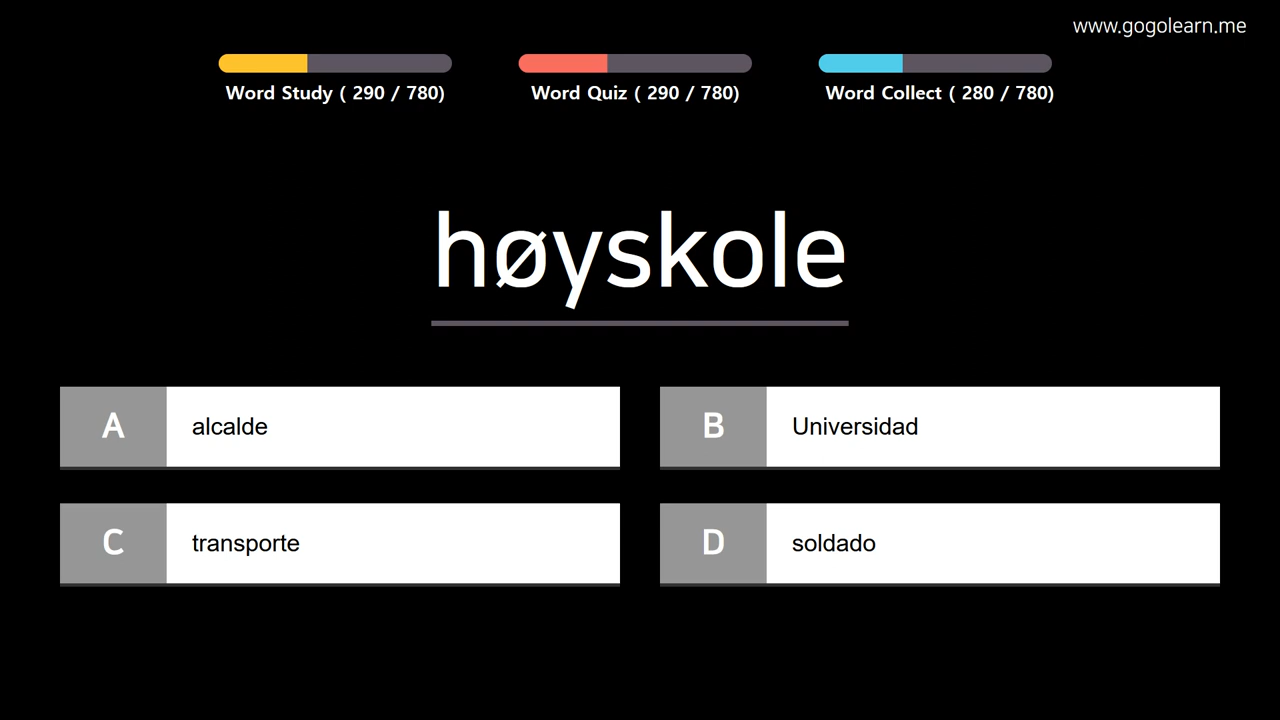 www.gogolearn.me
Word Study ( 290 / 780)
Word Quiz ( 290 / 780)
Word Collect ( 280 / 780)
høyskole
A
alcalde
B
Universidad
C
transporte
D
soldado